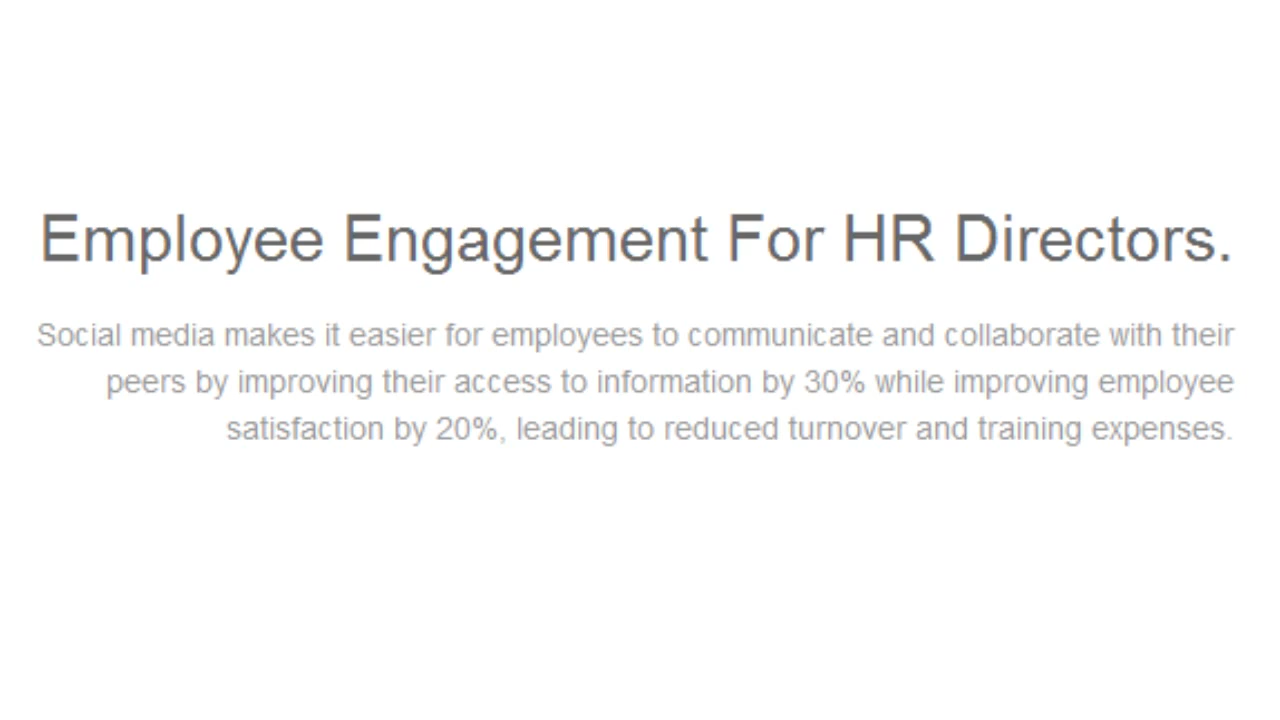 Employee Engagement For HR Directors.
Social media makes it easier for employees to communicate and collaborate with their
peers by improving their access to information by 30% while improving employee
satisfaction by 20%, leading to reduced turnover and training expenses.